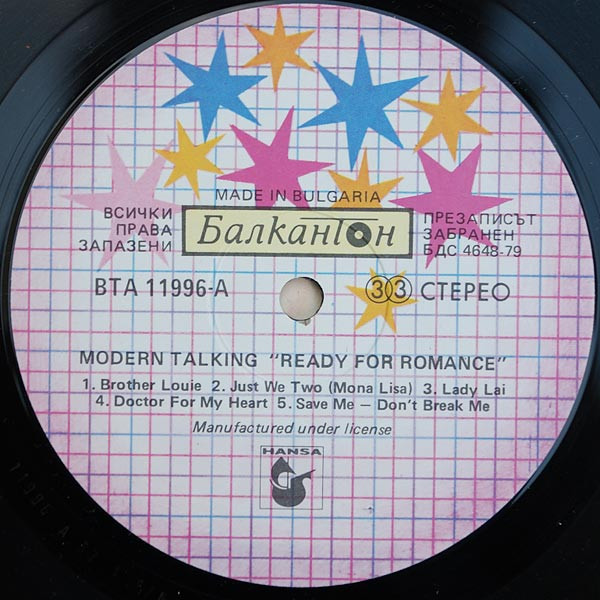 MADE IN BULGARIA
ВСИЧКИ
ПРАВА
ЗАПАЗЕНИ
Балкантон
ПРЕЗАПИСЪТ
ЗАБРАНЕН
БДС 4648-79
ВТА 11996-А
33 СТЕРЕО
MODERN TALKING "READY FOR ROMANCE"
1. Brother Louie 2. Just We Two (Mona Lisa) 3. Lady Lai
4. Doctor For My Heart 5. Save Me – Don't Break Me
Manufactured under license
HANSA